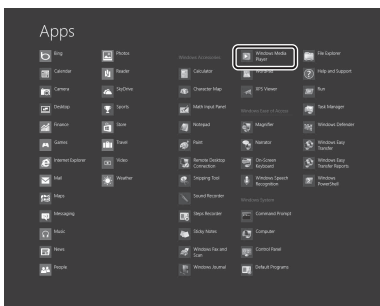 Apps
Bing
Calendar
Camera
Desktop
Finance
Games
Internet Explorer
Mail
Maps
Messaging
Music
News
People
Photos
Reader
SkyDrive
Sports
Store
Travel
Video
Weather
Windows Accessories
Calculator
Character Map
Math Input Panel
Notepad
Paint
Remote Desktop
Connection
Snipping Tool
Sound Recorder
Steps Recorder
Sticky Notes
Windows Fax and
Scan
Windows Journal
Windows Media
Player
WordPad
XPS Viewer
Windows Ease of Access
Magnifier
Narrator
On-Screen
Keyboard
Windows Speech
Recognition
Windows System
Command Prompt
Computer
Control Panel
Default Programs
File Explorer
Help and Support
Run
Task Manager
Windows Defender
Windows Easy
Transfer
Windows Easy
Transfer Reports
Windows
PowerShell